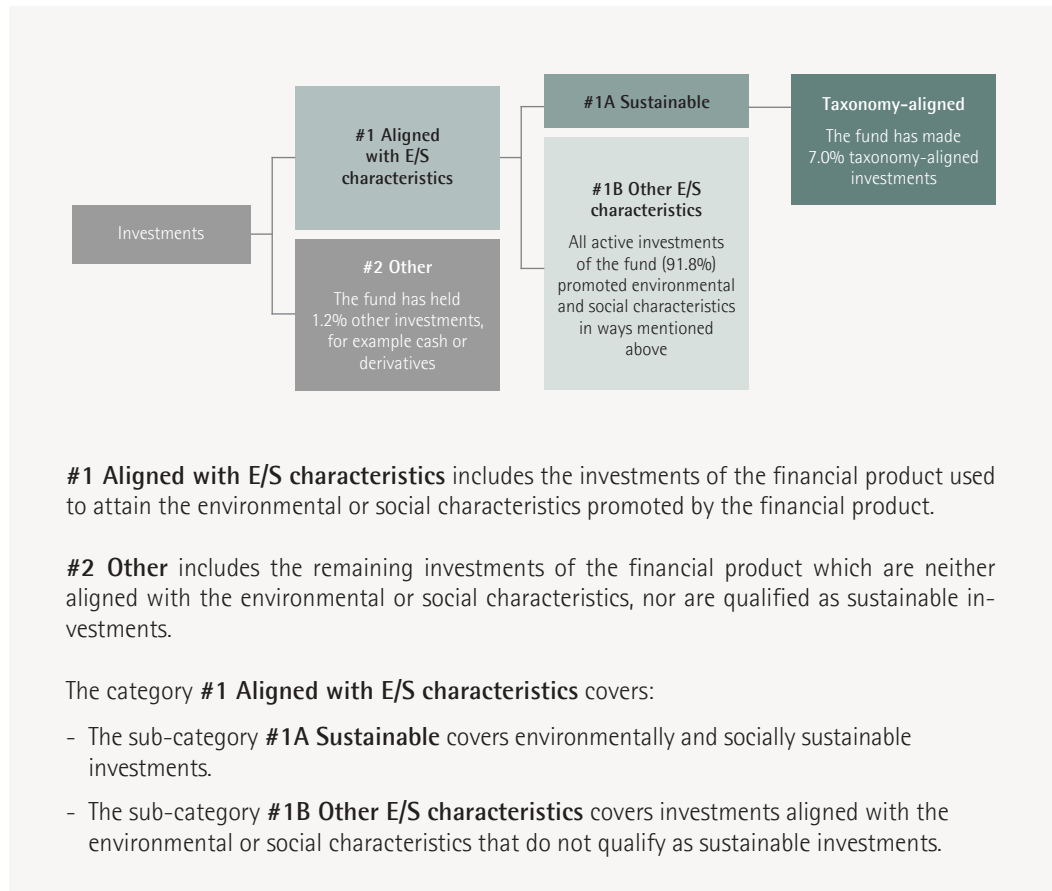 Investments
#1 Aligned
with E/S
characteristics
#2 Other
The fund has held
1.2% other investments,
for example cash or
derivatives
#1A Sustainable
#1B Other E/S
characteristics
All active investments
of the fund (91.8%)
promoted environmental
and social characteristics
in ways mentioned
above
Taxonomy-aligned
The fund has made
7.0% taxonomy-aligned
investments
#1 Aligned with E/S characteristics includes the investments of the financial product used
to attain the environmental or social characteristics promoted by the financial product.
#2 Other includes the remaining investments of the financial product which are neither
aligned with the environmental or social characteristics, nor are qualified as sustainable in-
vestments.
The category #1 Aligned with E/S characteristics covers:
- The sub-category #1A Sustainable covers environmentally and socially sustainable
investments.
- The sub-category #1B Other E/S characteristics covers investments aligned with the
environmental or social characteristics that do not qualify as sustainable investments.